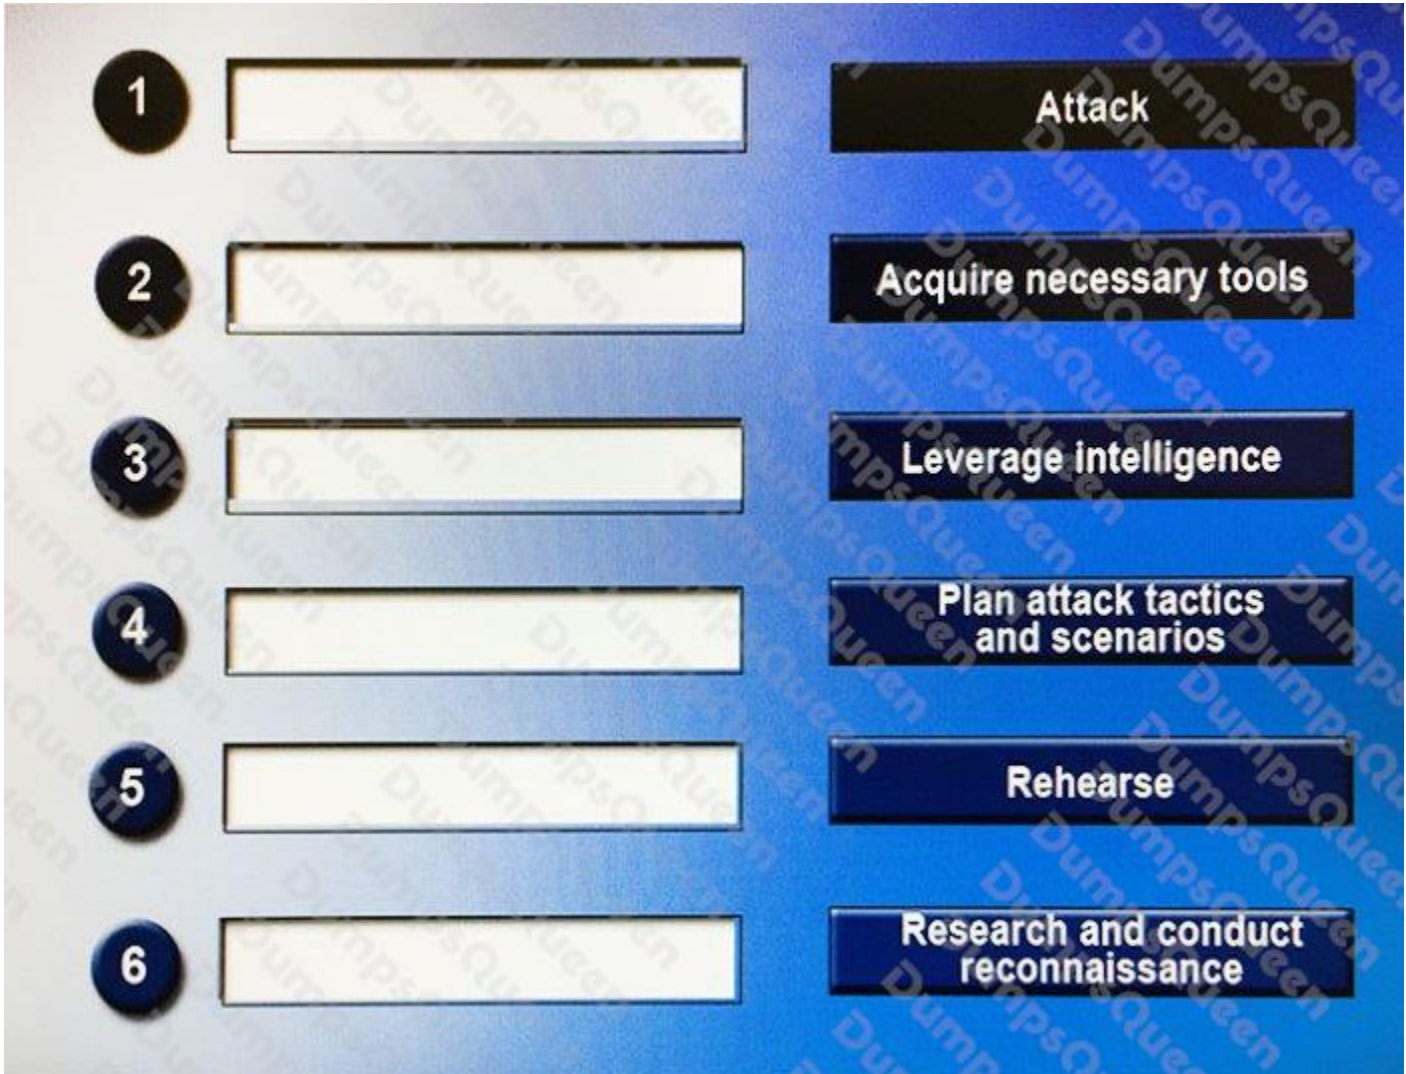 1
Attack
2
Acquire necessary tools
3
Leverage intelligence
4
Plan attack tactics
and scenarios
5
Rehearse
6
Research and conduct
reconnaissance
DumpsQueen